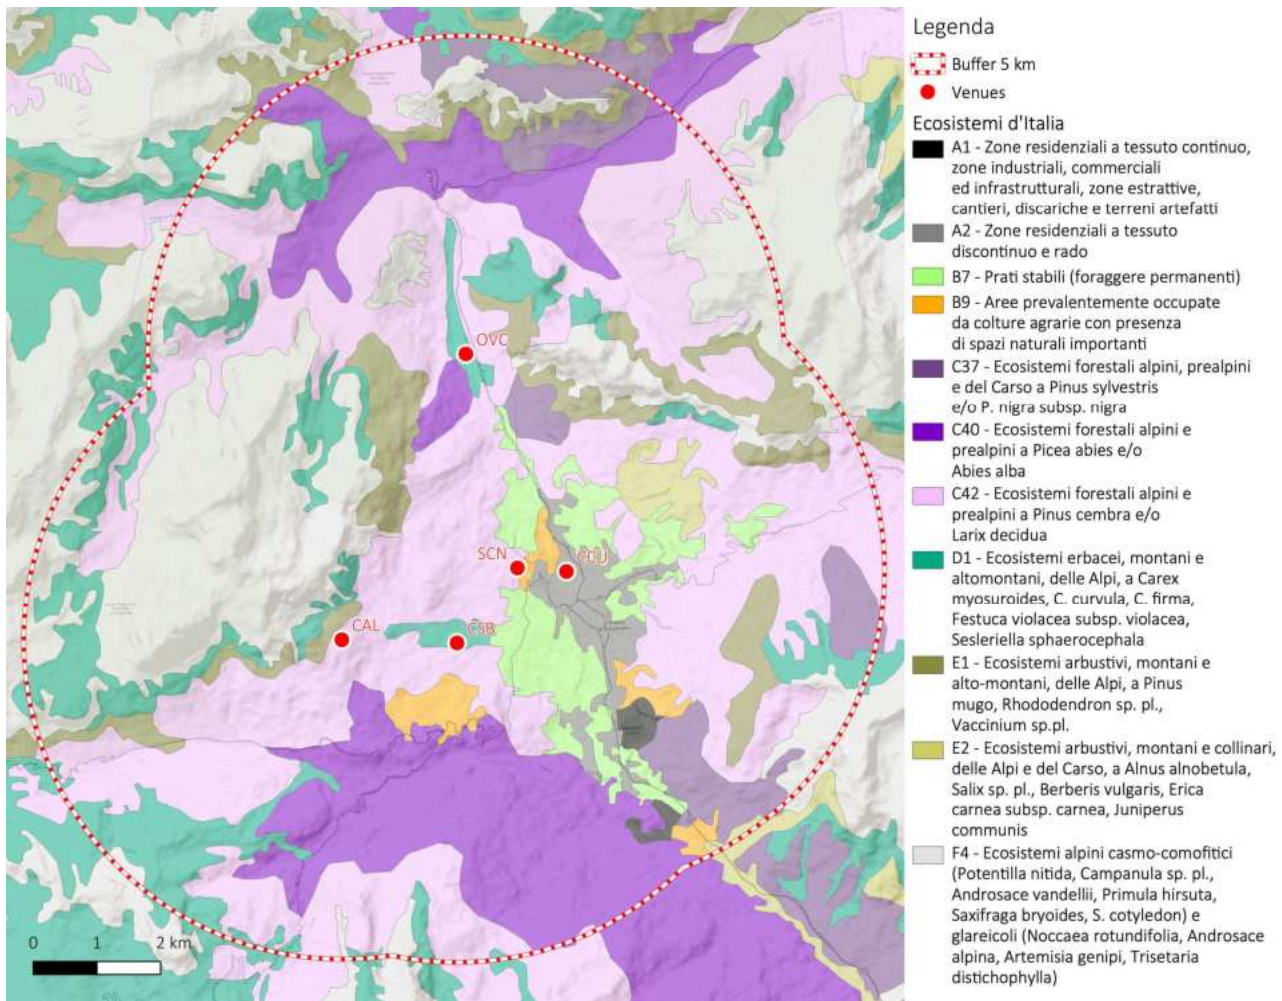 OVC
SCN
CCU
CAL
CSB
0 1 2 km
Legenda
Buffer 5 km
Venues
Ecosistemi d'Italia
A1 - Zone residenziali a tessuto continuo,
zone industriali, commerciali
ed infrastrutturali, zone estrattive,
cantieri, discariche e terreni artefatti
A2 - Zone residenziali a tessuto
discontinuo e rado
B7 - Prati stabili (foraggere permanenti)
B9 - Aree prevalentemente occupate
da colture agrarie con presenza
di spazi naturali importanti
C37 - Ecosistemi forestali alpini, prealpini
e del Carso a Pinus sylvestris
e/o P. nigra subsp. nigra
C40 - Ecosistemi forestali alpini e
prealpini a Picea abies e/o
Abies alba
C42 - Ecosistemi forestali alpini e
prealpini a Pinus cembra e/o
Larix decidua
D1 - Ecosistemi erbacei, montani e
altomontani, delle Alpi, a Carex
myosuroides, C. curvula, C. firma,
Festuca violacea subsp. violacea,
Sesleriella sphaerocephala
E1 - Ecosistemi arbustivi, montani e
alto-montani, delle Alpi, a Pinus
mugo, Rhododendron sp. pl.,
Vaccinium sp.pl.
E2 - Ecosistemi arbustivi, montani e collinari,
delle Alpi e del Carso, a Alnus alnobetula,
Salix sp. pl., Berberis vulgaris, Erica
carnea subsp. carnea, Juniperus
communis
F4 - Ecosistemi alpini casmo-comofitici
(Potentilla nitida, Campanula sp. pl.,
Androsace vandellii, Primula hirsuta,
Saxifraga bryoides, S. cotyledon) e
glareicoli (Noccaea rotundifolia, Androsace
alpina, Artemisia genipi, Trisetaria
distichophylla)